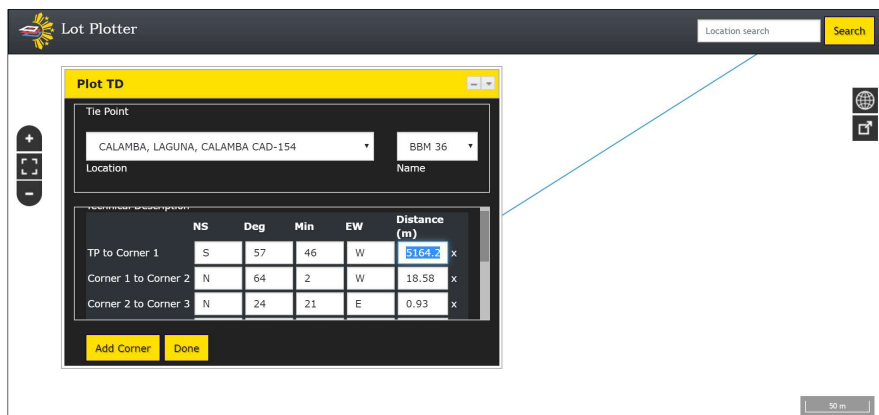 Lot Plotter
Location search
Search
Plot TD
Tie Point
CALAMBA, LAGUNA, CALAMBA CAD-154
BBM 36
Location
Name
Technical Description
NS Deg Min EW Distance (m)
TP to Corner 1 S 57 46 W 5164.2 x
Corner 1 to Corner 2 N 64 2 W 18.58 x
Corner 2 to Corner 3 N 24 21 E 0.93 x
Add Corner Done
50 m